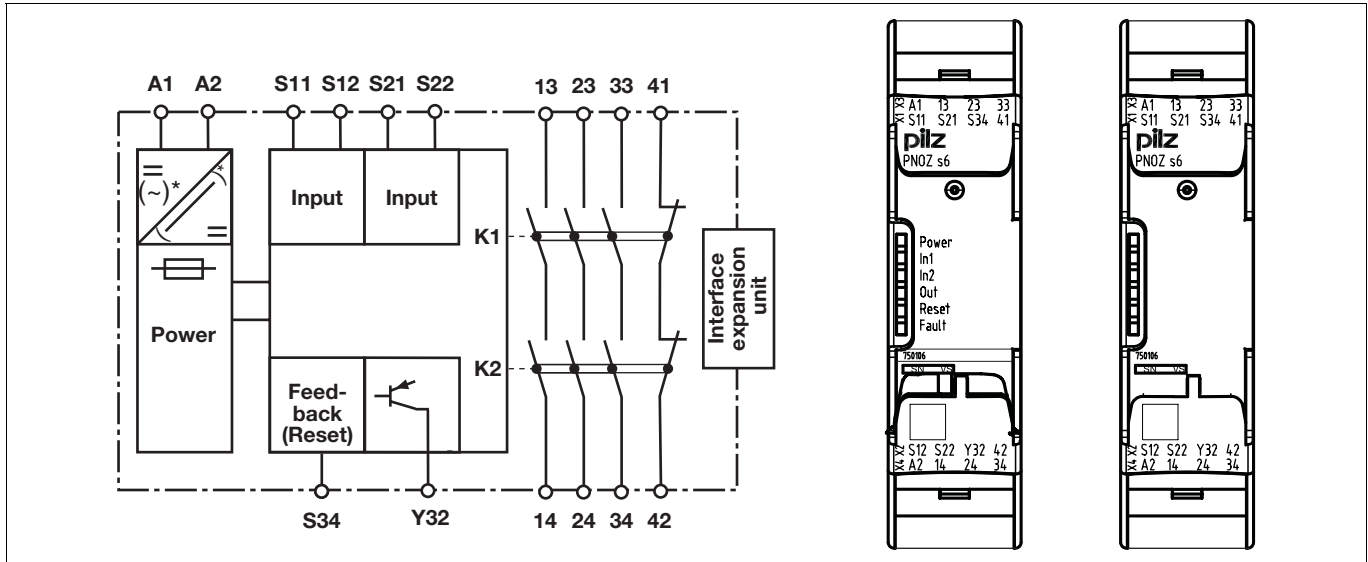 A1 A2 S11 S12 S21 S22 13 23 33 41
=
(~)*
*
=
Input Input
K1
Power
K2
Feed-
back
(Reset)
Interface
expansion
unit
S34 Y32 14 24 34 42
X3 A1 13 23 33
X1 S11 S21 S34 41
pilz
PNOZ s6
Power
In1
In2
Out
Reset
Fault
750106
SN VS
X2 S12 S22 Y32 42
X4 A2 14 24 34
X3 A1 13 23 33
X1 S11 S21 S34 41
pilz
PNOZ s6
750106
SN VS
X2 S12 S22 Y32 42
X4 A2 14 24 34